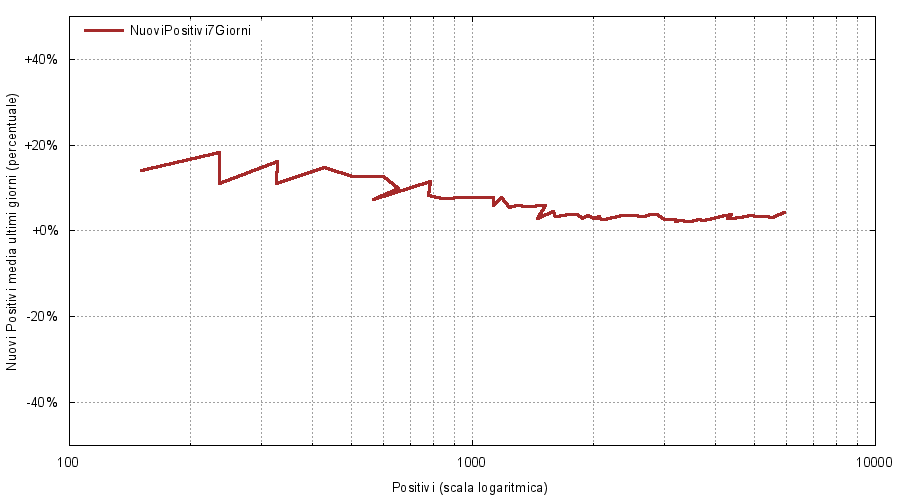 NuoviPositivi7Giorni
+40%
+20%
+0%
-20%
-40%
Nuovi Positivi media ultimi giorni (percentuale)
100
1000
10000
Positivi (scala logaritmica)